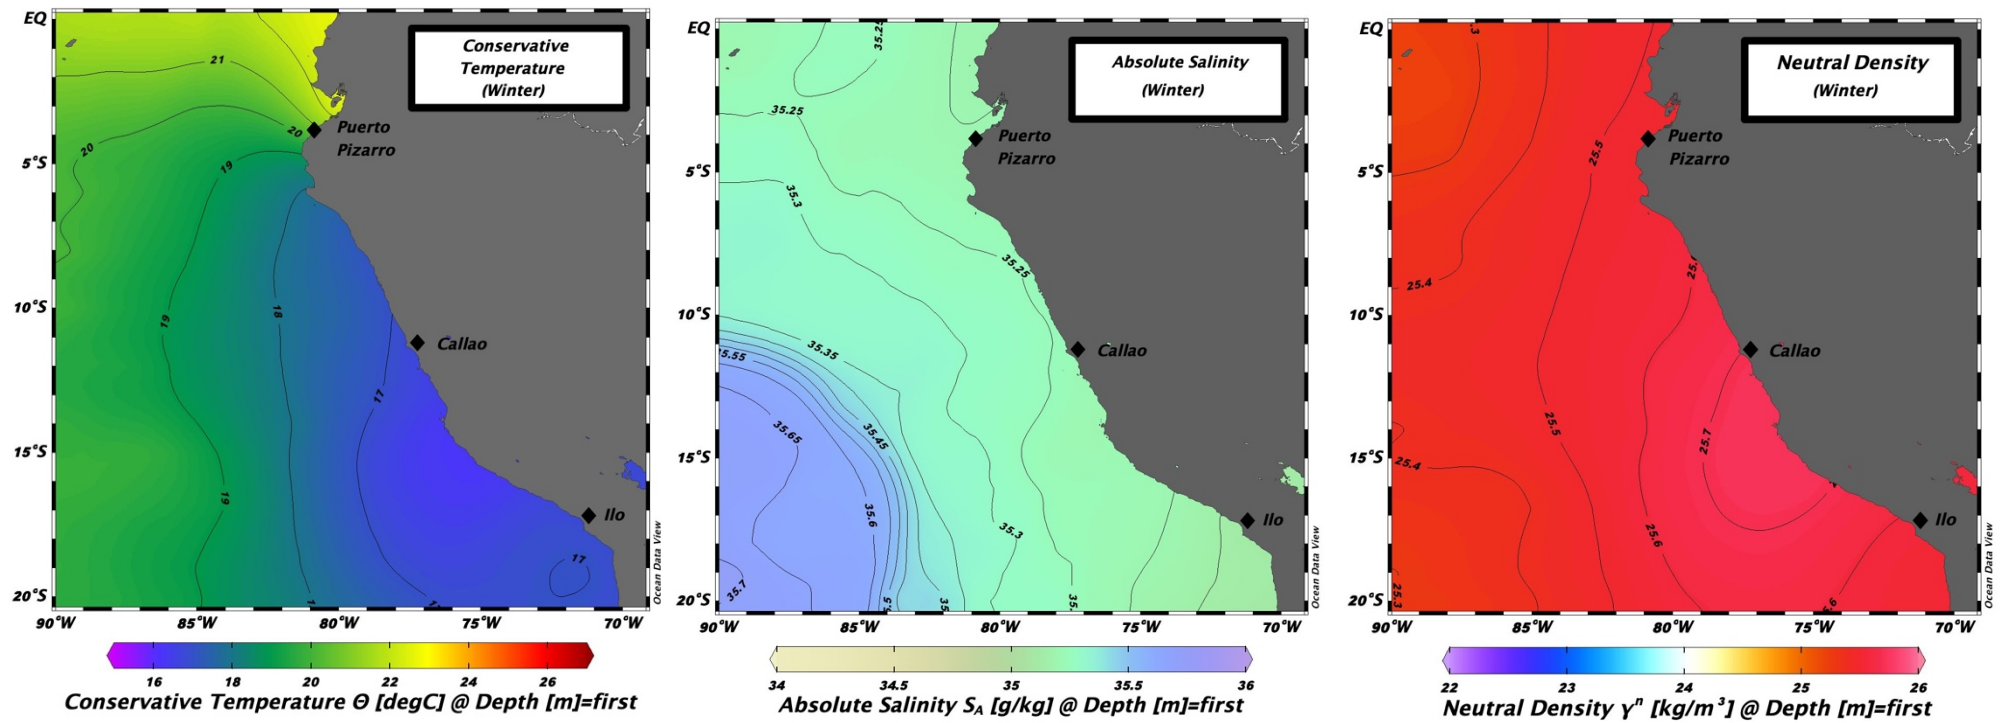 Conservative
Temperature
(Winter)
EQ
5°S
10°S
15°S
20°S
90°W
85°W
80°W
75°W
70°W
21
20
20
19
19
18
17
19
17
Puerto
Pizarro
Callao
Ilo
Ocean Data View
16
18
20
22
24
26
Conservative Temperature Θ [degC] @ Depth [m]=first
Absolute Salinity
(Winter)
EQ
5°S
10°S
15°S
20°S
90°W
85°W
80°W
75°W
70°W
35.25
35.25
35.3
35.25
35.35
35.65
35.45
35.6
35.3
35.7
Puerto
Pizarro
Callao
Ilo
Ocean Data View
34
34.5
35
35.5
36
Absolute Salinity S_A [g/kg] @ Depth [m]=first
Neutral Density
(Winter)
EQ
5°S
10°S
15°S
20°S
90°W
85°W
80°W
75°W
70°W
25.5
25.4
25.5
25.7
25.4
25.6
25.3
Puerto
Pizarro
Callao
Ilo
Ocean Data View
22
23
24
25
26
Neutral Density γⁿ [kg/m³] @ Depth [m]=first